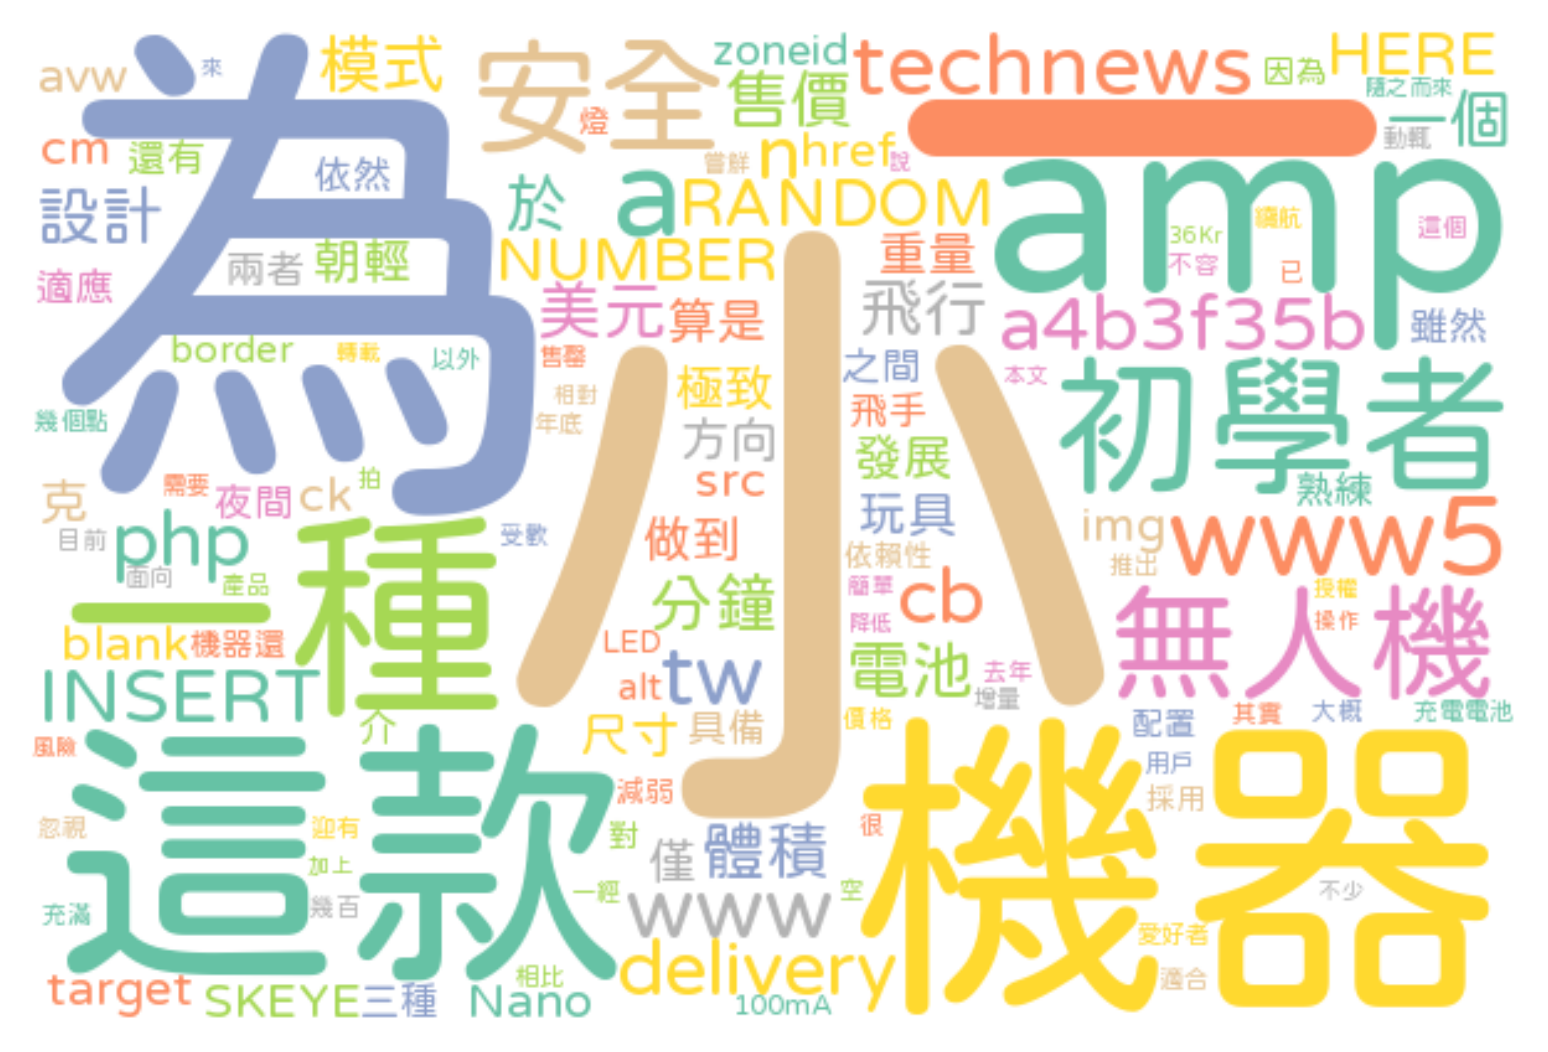 avw
來
模式
安全
zoneid
technews
因為
HERE
隨之而來
售價
一個
動輒
cm
還有
燈
嘗鮮
n
href
說
依然
設計
為
於
a
RANDOM
amp
36Kr
續航
這個
兩者
朝輕
NUMBER
重量
不容
已
適應
美元
算是
飛行
a4b3f35b
雖然
border
轉載
以外
售罄
之間
本文
初學者
小
極致
相對
年底
飛手
幾個點
方向
發展
熟練
需要
拍
src
克
夜間
ck
玩具
img
www5
目前
php
一種
受歡
做到
依賴性
推出
面向
產品
分鐘
簡單
cb
授權
無人機
降低
操作
blank
機器還
LED
電池
去年
INSERT
alt
tw
增量
介
尺寸
具備
價格
配置
其實
大概
充電電池
風險
這款
機器
用戶
減弱
採用
忽視
迎有
對
很
僅
體積
加上
一經
空
不少
充滿
幾百
www
愛好者
delivery
相比
適合
target
SKEYE
三種
Nano
100mA